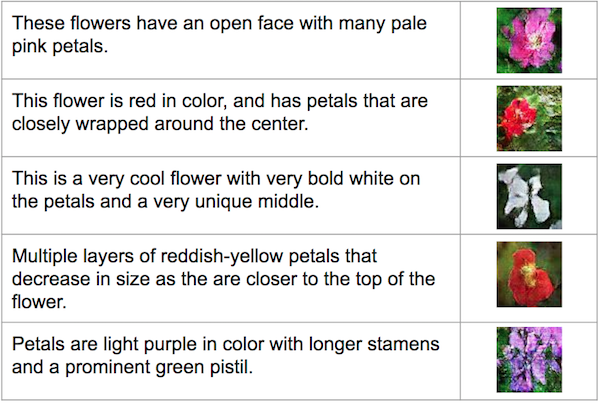 These flowers have an open face with many pale
pink petals.
This flower is red in color, and has petals that are
closely wrapped around the center.
This is a very cool flower with very bold white on
the petals and a very unique middle.
Multiple layers of reddish-yellow petals that
decrease in size as the are closer to the top of the
flower.
Petals are light purple in color with longer stamens
and a prominent green pistil.